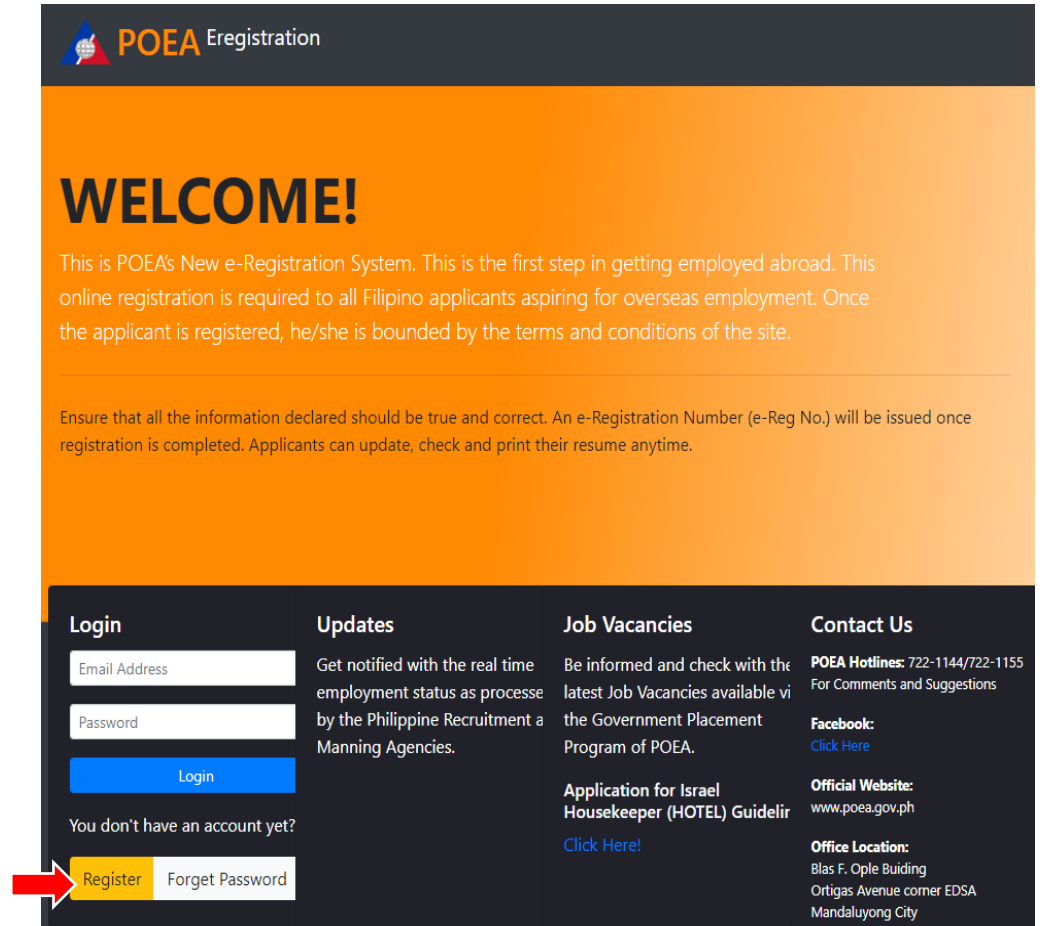 POEA Eregistration
WELCOME!
This is POEA's New e-Registration System. This is the first step in getting employed abroad. This
online registration is required to all Filipino applicants aspiring for overseas employment. Once
the applicant is registered, he/she is bounded by the terms and conditions of the site.
Ensure that all the information declared should be true and correct. An e-Registration Number (e-Reg No.) will be issued once
registration is completed. Applicants can update, check and print their resume anytime.
Login
Email Address
Password
Login
You don't have an account yet?
Register Forget Password
Updates
Get notified with the real time
employment status as processe
by the Philippine Recruitment a
Manning Agencies.
Job Vacancies
Be informed and check with the
latest Job Vacancies available vi
the Government Placement
Program of POEA.
Application for Israel
Housekeeper (HOTEL) Guidelin
Click Here!
Contact Us
POEA Hotlines: 722-1144/722-1155
For Comments and Suggestions
Facebook:
Click Here
Official Website:
www.poea.gov.ph
Office Location:
Blas F. Ople Buiding
Ortigas Avenue corner EDSA
Mandaluyong City